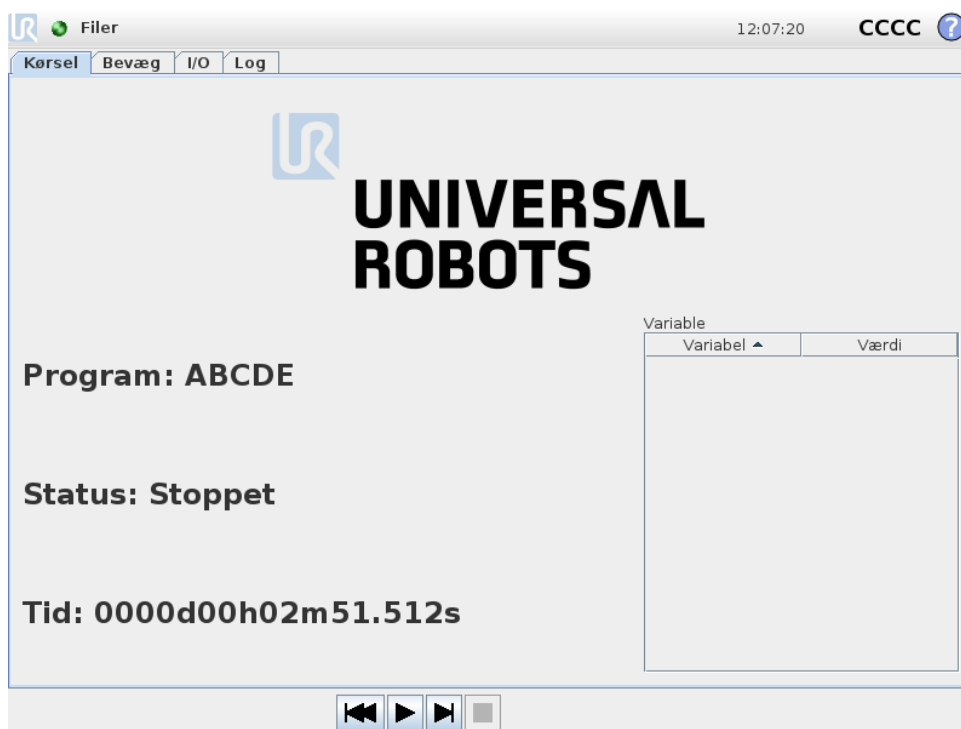 Filer
12:07:20
CCCC
?
Kørsel
Bevæg
I/O
Log
UR
UNIVERSAL
ROBOTS
Variable
Variabel
Værdi
Program: ABCDE
Status: Stoppet
Tid: 0000d00h02m51.512s